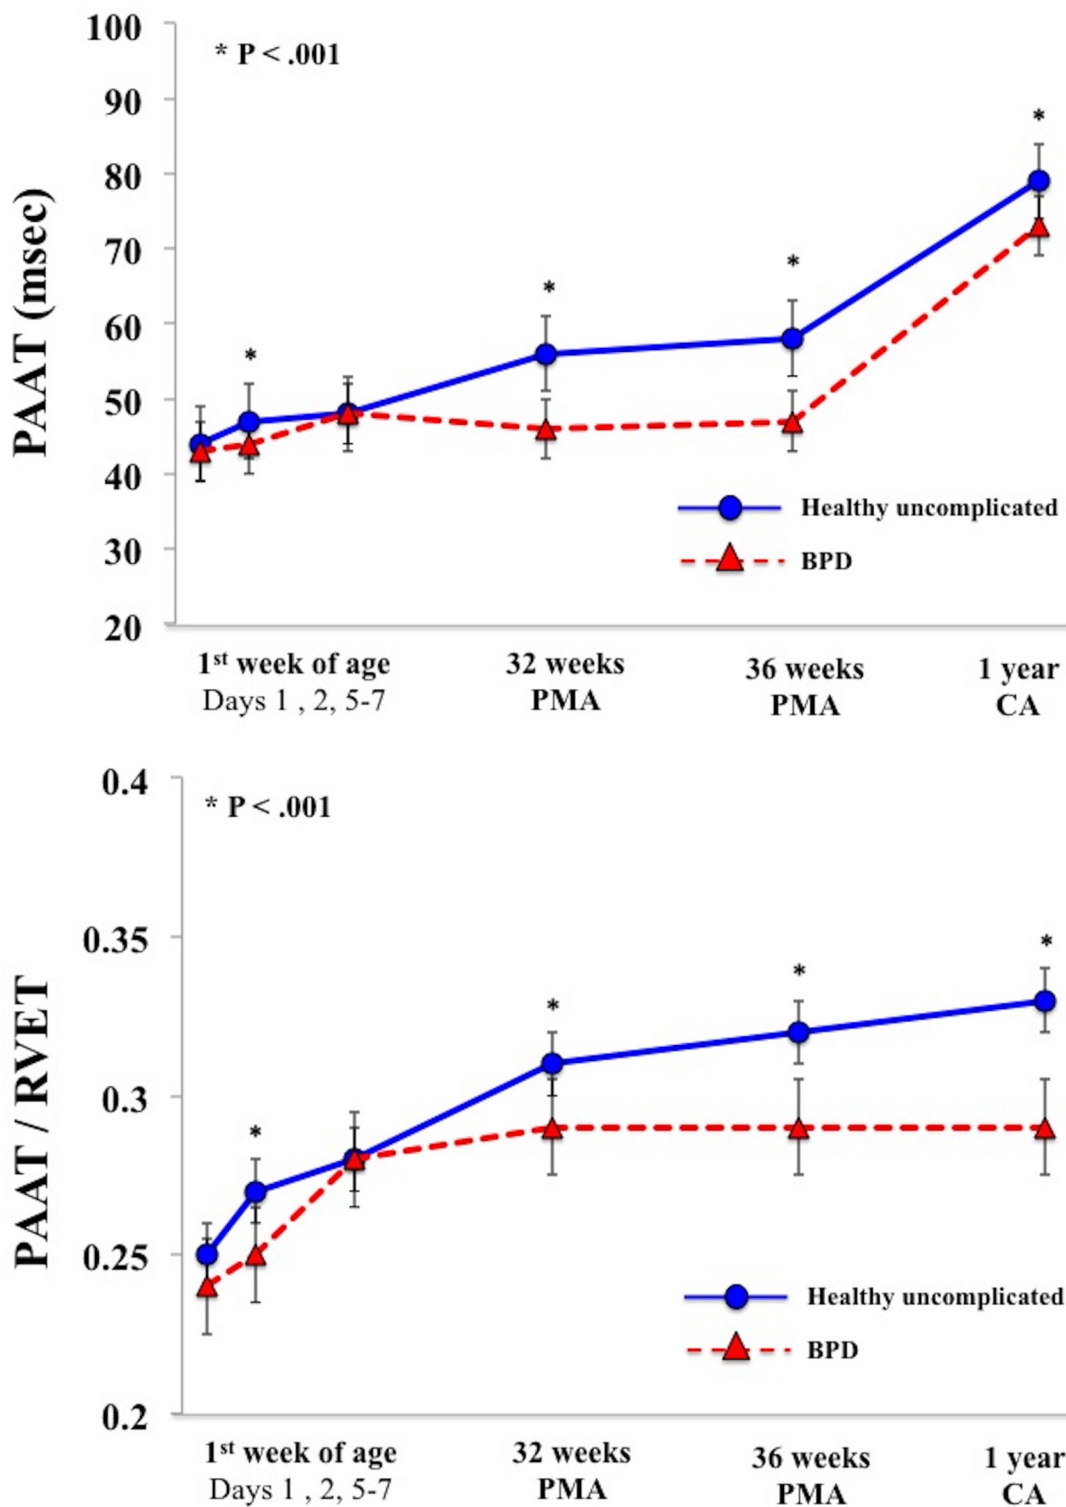 100
* P < .001
90
80
70
60
50
40
30
20
PAAT (msec)
Healthy uncomplicated
BPD
1st week of age
Days 1 , 2, 5-7
32 weeks
PMA
36 weeks
PMA
1 year
CA
*
*
*
*
0.4
* P < .001
0.35
0.3
0.25
0.2
PAAT / RVET
Healthy uncomplicated
BPD
1st week of age
Days 1 , 2, 5-7
32 weeks
PMA
36 weeks
PMA
1 year
CA
*
*
*
*